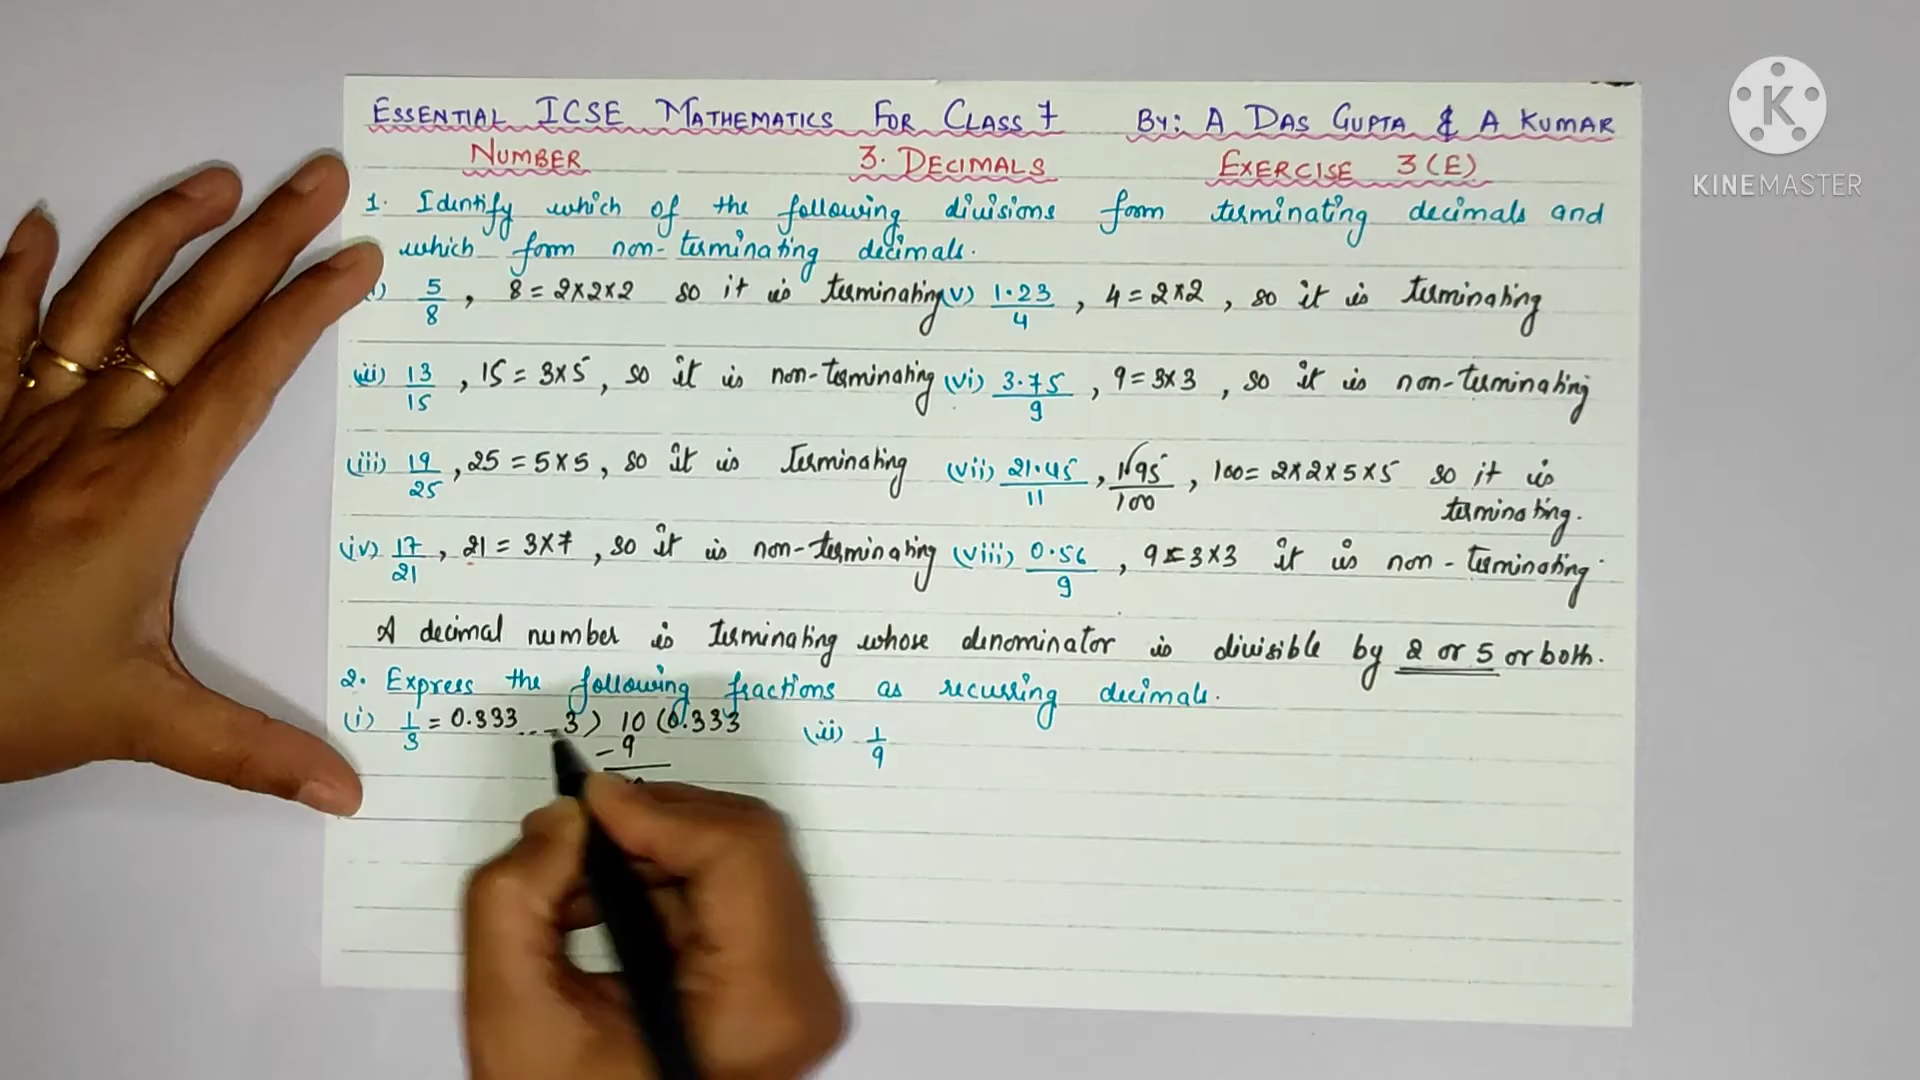 ESSENTIAL ICSE MATHEMATICS FOR CLASS 7 BY: A DAS GUPTA & A KUMAR
NUMBER 3. DECIMALS EXERCISE 3(E)
1. Identify which of the following divisions form terminating decimals and
which form non-terminating decimals.
5/8, 8=2×2×2 so it is terminating (v) 1.23/4, 4=2×2, so it is terminating
(ii) 13/15, 15=3×5, so it is non-terminating (vi) 3.75/9, 9=3×3, so it is non-terminating
(iii) 19/25, 25=5×5, so it is Terminating (vii) 21.45/11, 195/100, 100=2×2×5×5 so it is
terminating.
(iv) 17/21, 21=3×7, so it is non-terminating (viii) 0.56/9, 9=3×3 it is non-terminating
A decimal number is terminating whose denominator is divisible by 2 or 5 or both.
2. Express the following fractions as recurring decimals.
(i) 1/3 = 0.333... 3) 10 (0.333 (ii) 1/9
-9
KINEMASTER